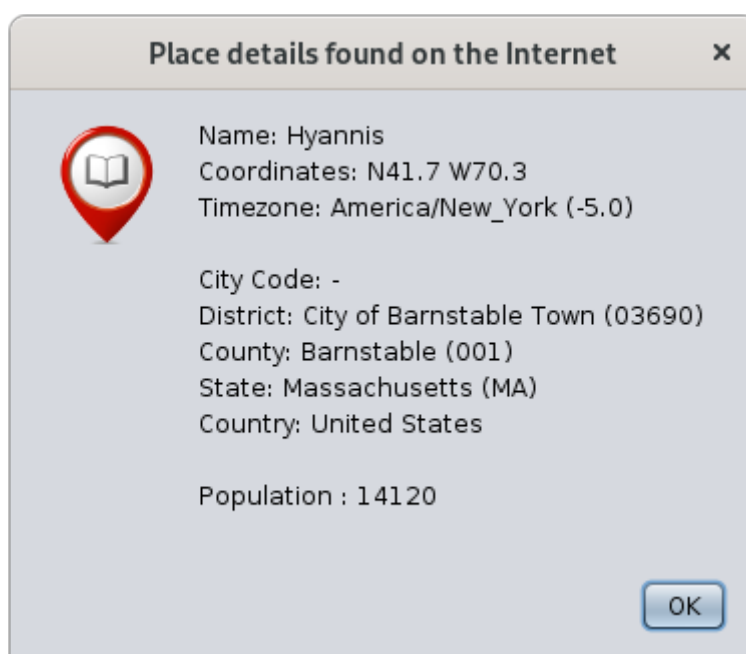 Place details found on the Internet ×
Name: Hyannis
Coordinates: N41.7 W70.3
Timezone: America/New_York (-5.0)
City Code: -
District: City of Barnstable Town (03690)
County: Barnstable (001)
State: Massachusetts (MA)
Country: United States
Population : 14120
OK